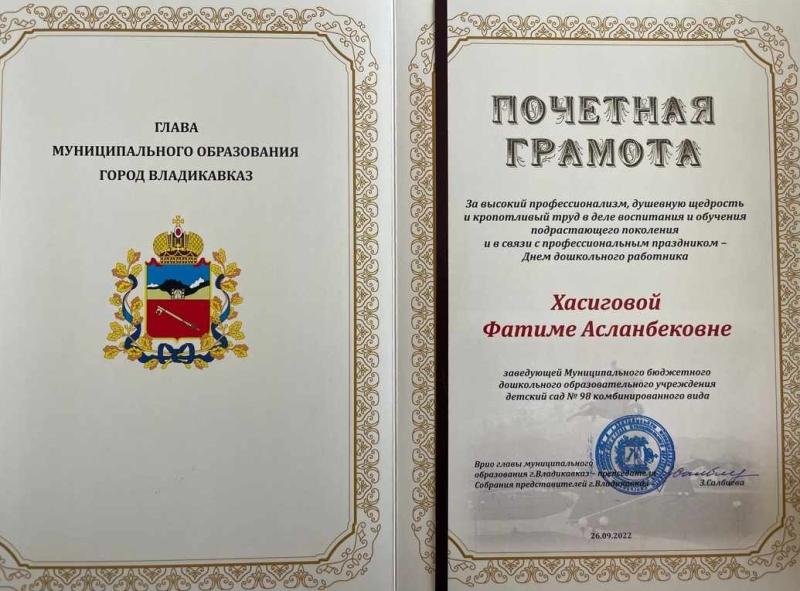 ГЛАВА
МУНИЦИПАЛЬНОГО ОБРАЗОВАНИЯ
ГОРОД ВЛАДИКАВКАЗ
ПОЧЕТНАЯ
ГРАМОТА
За высокий профессионализм, душевную щедрость
и кропотливый труд в деле воспитания и обучения
подрастающего поколения
и в связи с профессиональным праздником –
Днем дошкольного работника
Хасиговой
Фатиме Асланбековне
заведующей Муниципального бюджетного
дошкольного образовательного учреждения
детский сад № 98 комбинированного вида
Врио главы муниципального
образования г.Владикавказ – председателя
Собрания представителей г.Владикавказ
З.Салбиева
26.09.2022